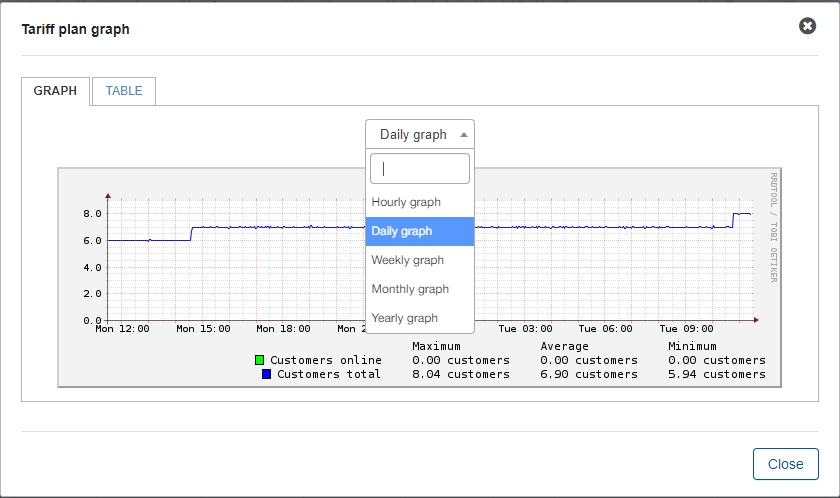 Tariff plan graph
GRAPH TABLE
Daily graph
Hourly graph
Daily graph
Weekly graph
Monthly graph
Yearly graph
RRDTOOL / TOBI OETIKER
8.0
6.0
4.0
2.0
0.0
Mon 12:00 Mon 15:00 Mon 18:00 Mon 2 Tue 03:00 Tue 06:00 Tue 09:00
Maximum Average Minimum
Customers online 0.00 customers 0.00 customers 0.00 customers
Customers total 8.04 customers 6.90 customers 5.94 customers
Close